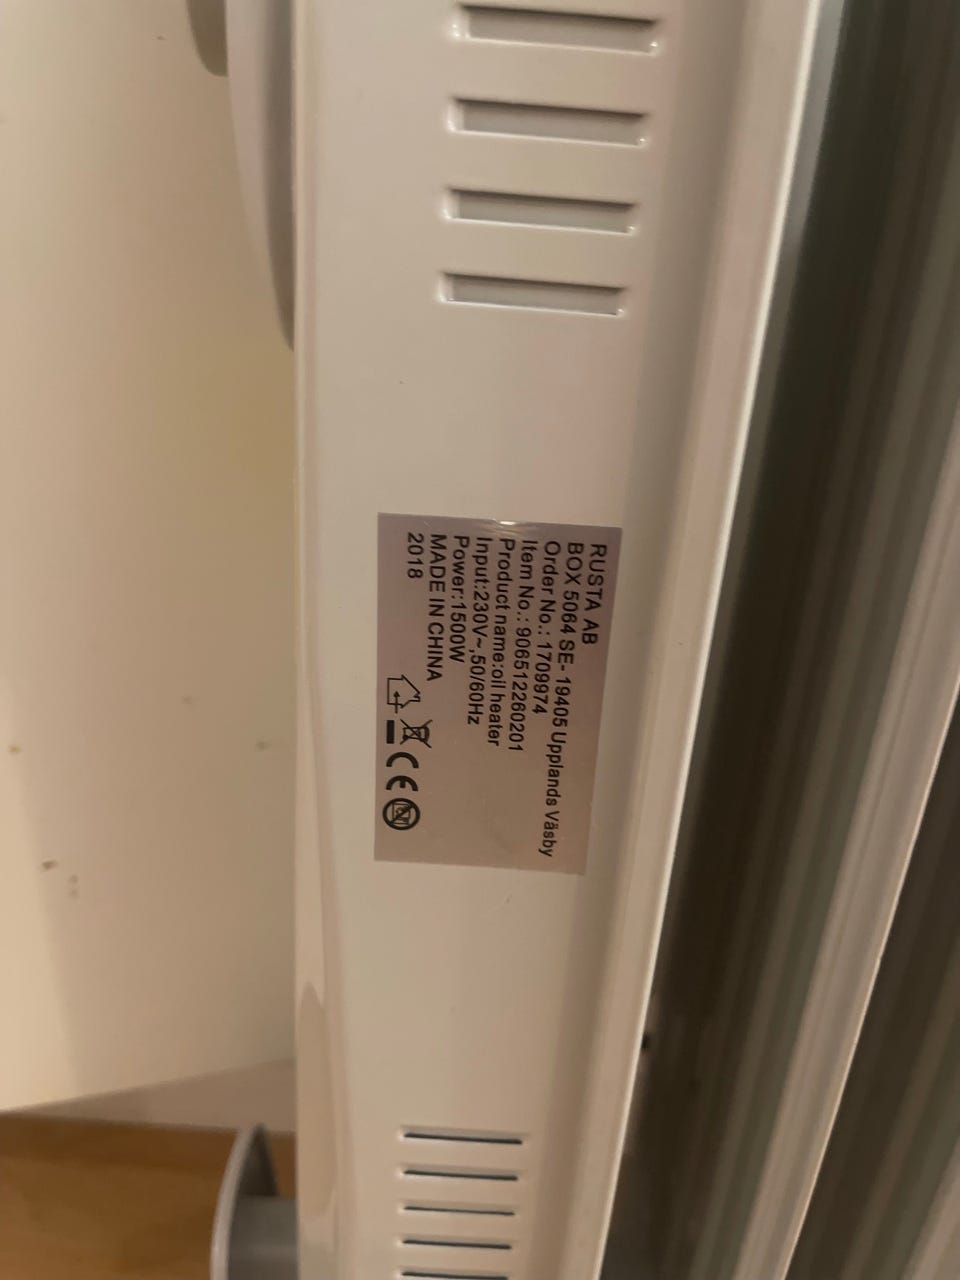 RUSTA AB
BOX 5064 SE- 19405 Upplands Väsby
Order No.: 1709974
Item No.: 906512260201
Product name:oil heater
Input:230V~,50/60Hz
Power:1500W
MADE IN CHINA
2018
CE